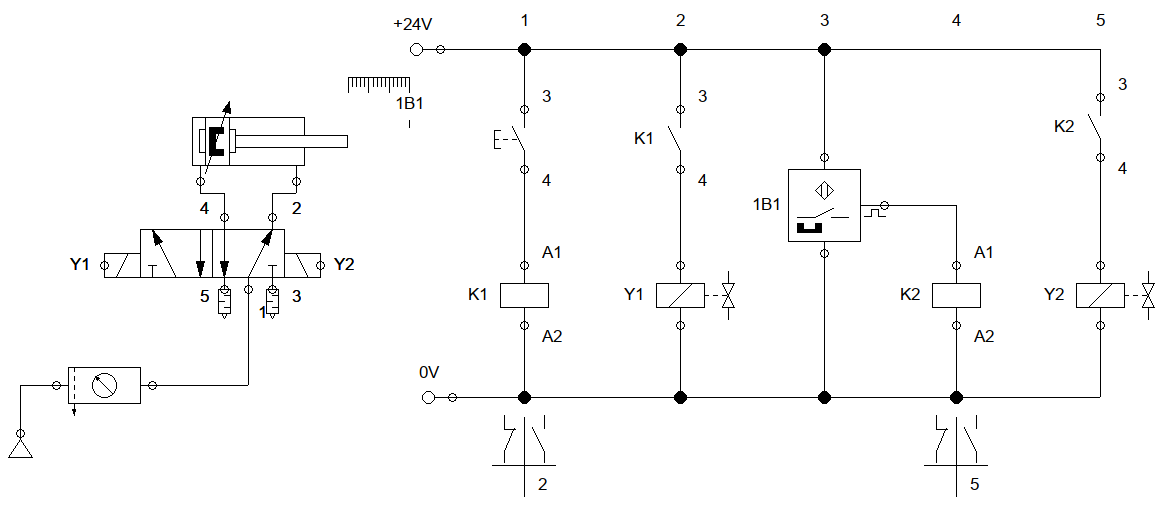 1 2 3 4 5
+24V
1B1
3 3 3
K1 K2
4 4 4
4 2 1B1
Y1 Y2 A1 A1
5 1 3 K1 Y1 K2 Y2
A2 A2
0V
2 5